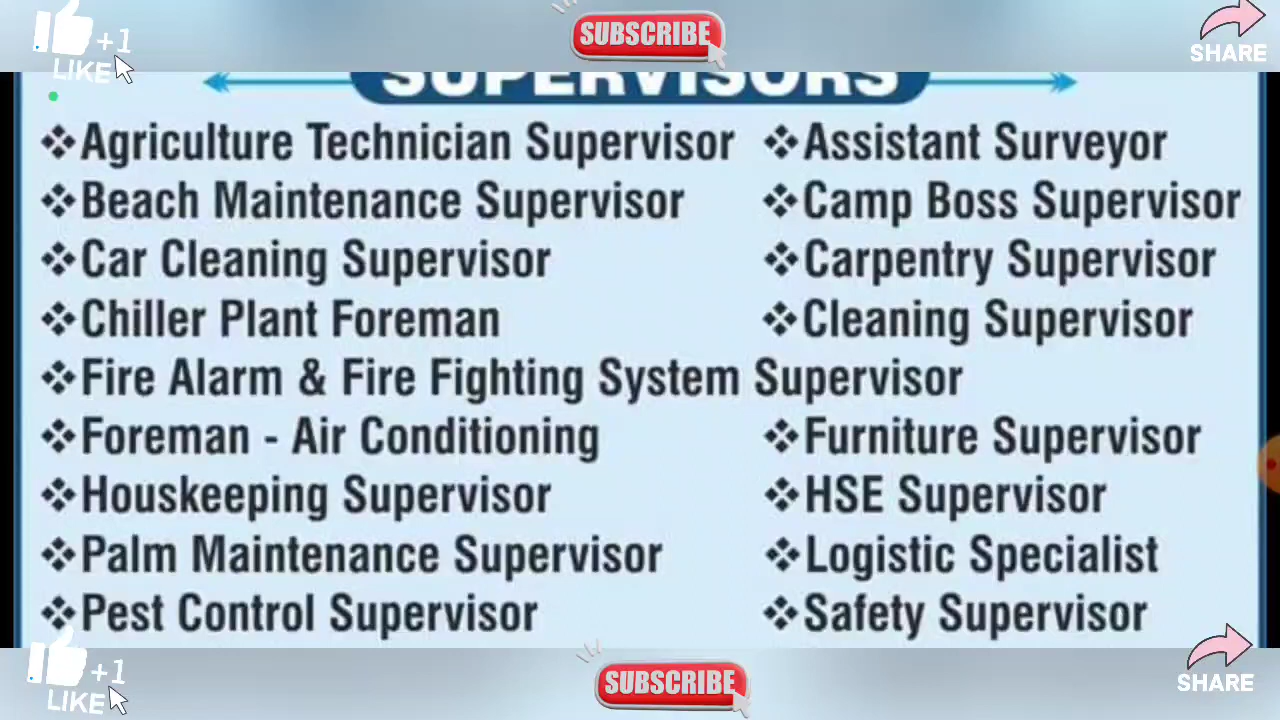 +1
LIKE
SUBSCRIBE
SHARE
SUPERVISORS
❖Agriculture Technician Supervisor ❖Assistant Surveyor
❖Beach Maintenance Supervisor ❖Camp Boss Supervisor
❖Car Cleaning Supervisor ❖Carpentry Supervisor
❖Chiller Plant Foreman ❖Cleaning Supervisor
❖Fire Alarm & Fire Fighting System Supervisor
❖Foreman - Air Conditioning ❖Furniture Supervisor
❖Houskeeping Supervisor ❖HSE Supervisor
❖Palm Maintenance Supervisor ❖Logistic Specialist
❖Pest Control Supervisor ❖Safety Supervisor
+1
LIKE
SUBSCRIBE
SHARE